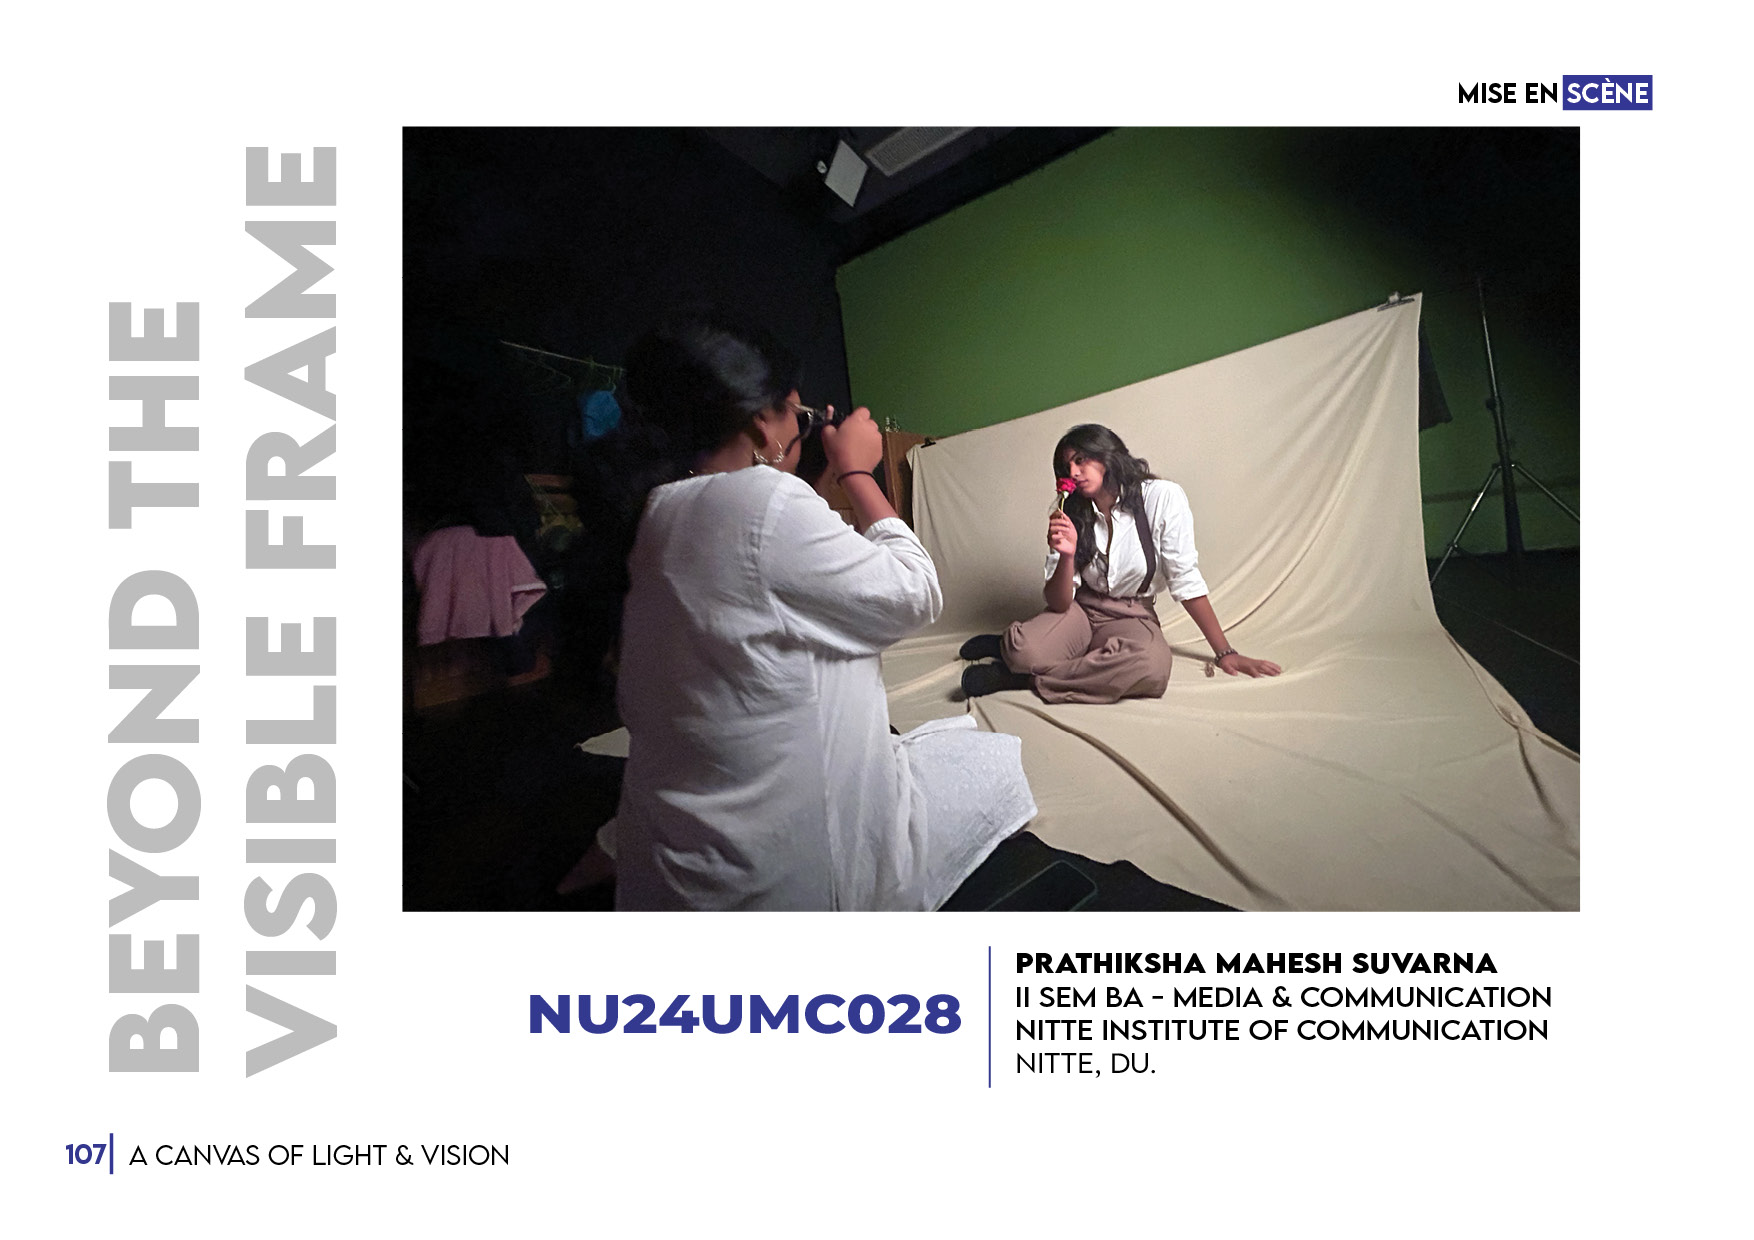 MISE EN SCÈNE
BEYOND THE
VISIBLE FRAME
NU24UMC028
PRATHIKSHA MAHESH SUVARNA
II SEM BA - MEDIA & COMMUNICATION
NITTE INSTITUTE OF COMMUNICATION
NITTE, DU.
107 A CANVAS OF LIGHT & VISION